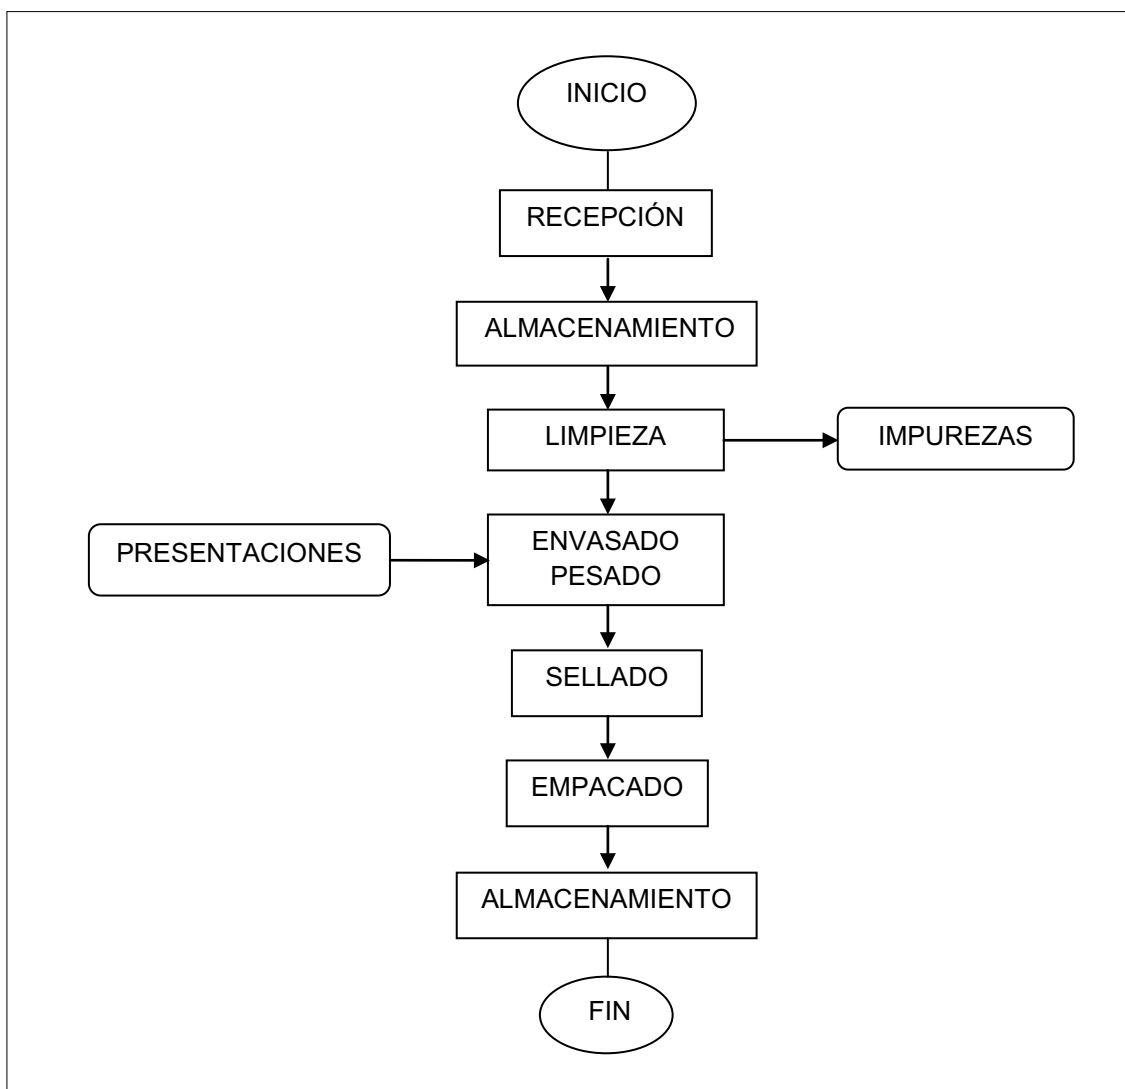 INICIO
RECEPCIÓN
ALMACENAMIENTO
LIMPIEZA
IMPUREZAS
PRESENTACIONES
ENVASADO
PESADO
SELLADO
EMPACADO
ALMACENAMIENTO
FIN